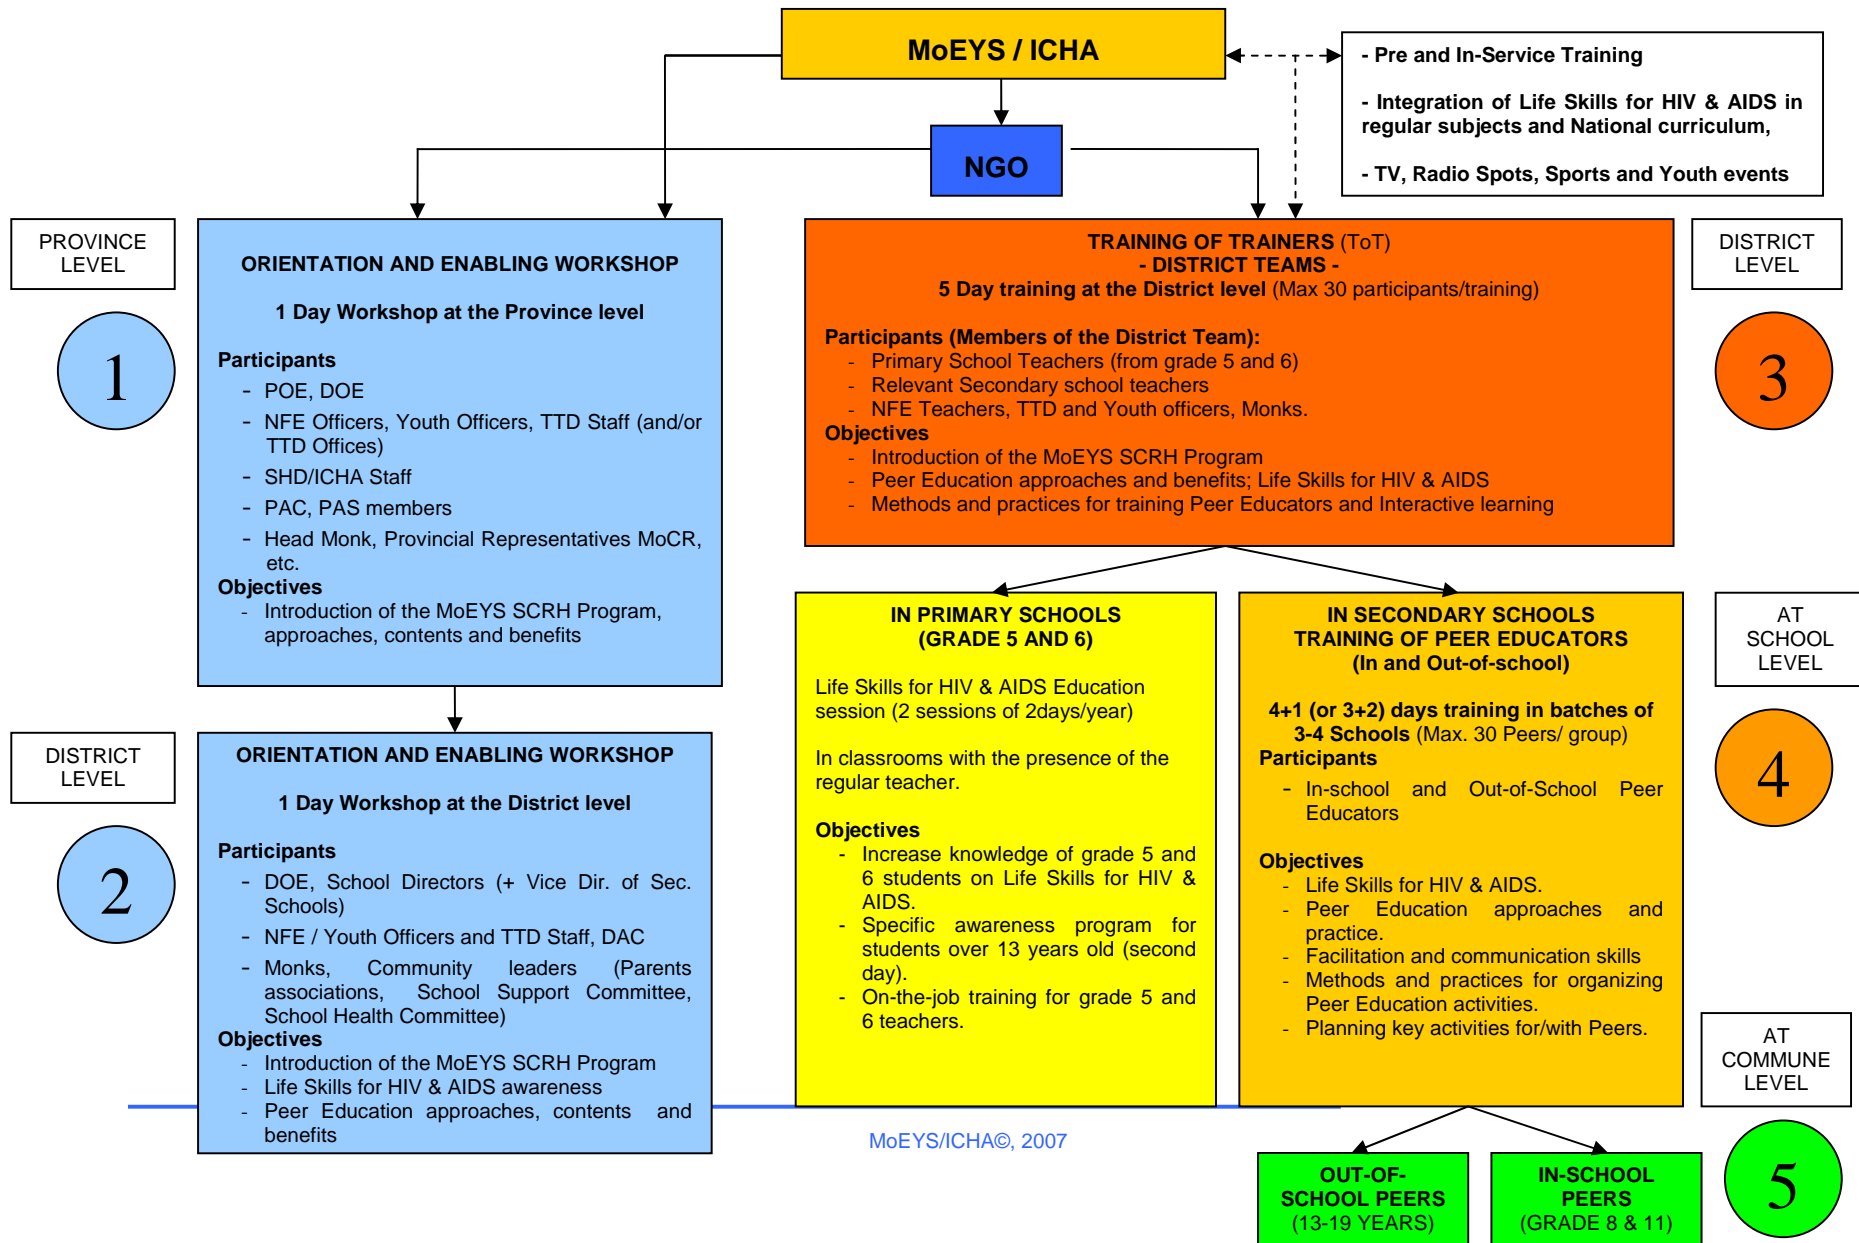 MoEYS / ICHA
- Pre and In-Service Training
- Integration of Life Skills for HIV & AIDS in
regular subjects and National curriculum,
- TV, Radio Spots, Sports and Youth events
NGO
PROVINCE
LEVEL
1
ORIENTATION AND ENABLING WORKSHOP
1 Day Workshop at the Province level
Participants
- POE, DOE
- NFE Officers, Youth Officers, TTD Staff (and/or
TTD Offices)
- SHD/ICHA Staff
- PAC, PAS members
- Head Monk, Provincial Representatives MoCR,
etc.
Objectives
- Introduction of the MoEYS SCRH Program,
approaches, contents and benefits
TRAINING OF TRAINERS (ToT)
- DISTRICT TEAMS -
5 Day training at the District level (Max 30 participants/training)
Participants (Members of the District Team):
- Primary School Teachers (from grade 5 and 6)
- Relevant Secondary school teachers
- NFE Teachers, TTD and Youth officers, Monks.
Objectives
- Introduction of the MoEYS SCRH Program
- Peer Education approaches and benefits; Life Skills for HIV & AIDS
- Methods and practices for training Peer Educators and Interactive learning
DISTRICT
LEVEL
3
DISTRICT
LEVEL
2
ORIENTATION AND ENABLING WORKSHOP
1 Day Workshop at the District level
Participants
- DOE, School Directors (+ Vice Dir. of Sec.
Schools)
- NFE / Youth Officers and TTD Staff, DAC
- Monks, Community leaders (Parents
associations, School Support Committee,
School Health Committee)
Objectives
- Introduction of the MoEYS SCRH Program
- Life Skills for HIV & AIDS awareness
- Peer Education approaches, contents and
benefits
IN PRIMARY SCHOOLS
(GRADE 5 AND 6)
Life Skills for HIV & AIDS Education
session (2 sessions of 2days/year)
In classrooms with the presence of the
regular teacher.
Objectives
- Increase knowledge of grade 5 and
6 students on Life Skills for HIV &
AIDS.
- Specific awareness program for
students over 13 years old (second
day).
- On-the-job training for grade 5 and
6 teachers.
IN SECONDARY SCHOOLS
TRAINING OF PEER EDUCATORS
(In and Out-of-school)
4+1 (or 3+2) days training in batches of
3-4 Schools (Max. 30 Peers/ group)
Participants
- In-school and Out-of-School Peer
Educators
Objectives
- Life Skills for HIV & AIDS.
- Peer Education approaches and
practice.
- Facilitation and communication skills
- Methods and practices for organizing
Peer Education activities.
- Planning key activities for/with Peers.
AT
SCHOOL
LEVEL
4
AT
COMMUNE
LEVEL
5
MoEYS/ICHA©, 2007
OUT-OF-
SCHOOL PEERS
(13-19 YEARS)
IN-SCHOOL
PEERS
(GRADE 8 & 11)